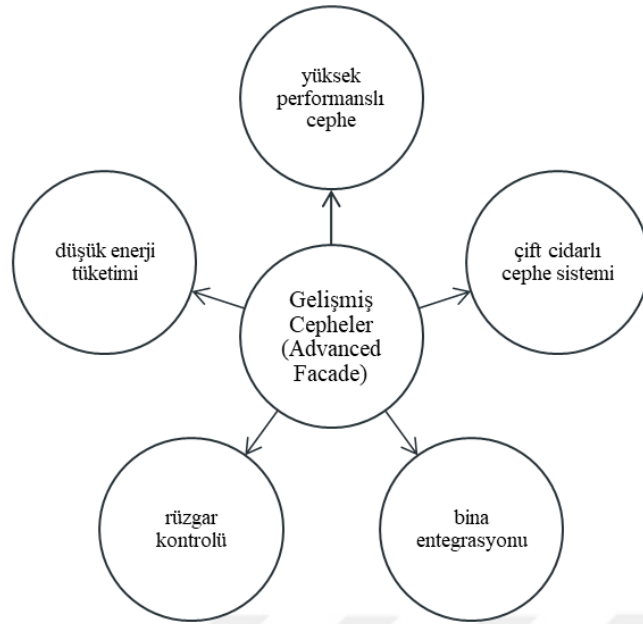 yüksek
performanslı
cephe
düşük enerji
tüketimi
çift cidarlı
cephe sistemi
Gelişmiş
Cepheler
(Advanced
Facade)
rüzgar
kontrolü
bina
entegrasyonu